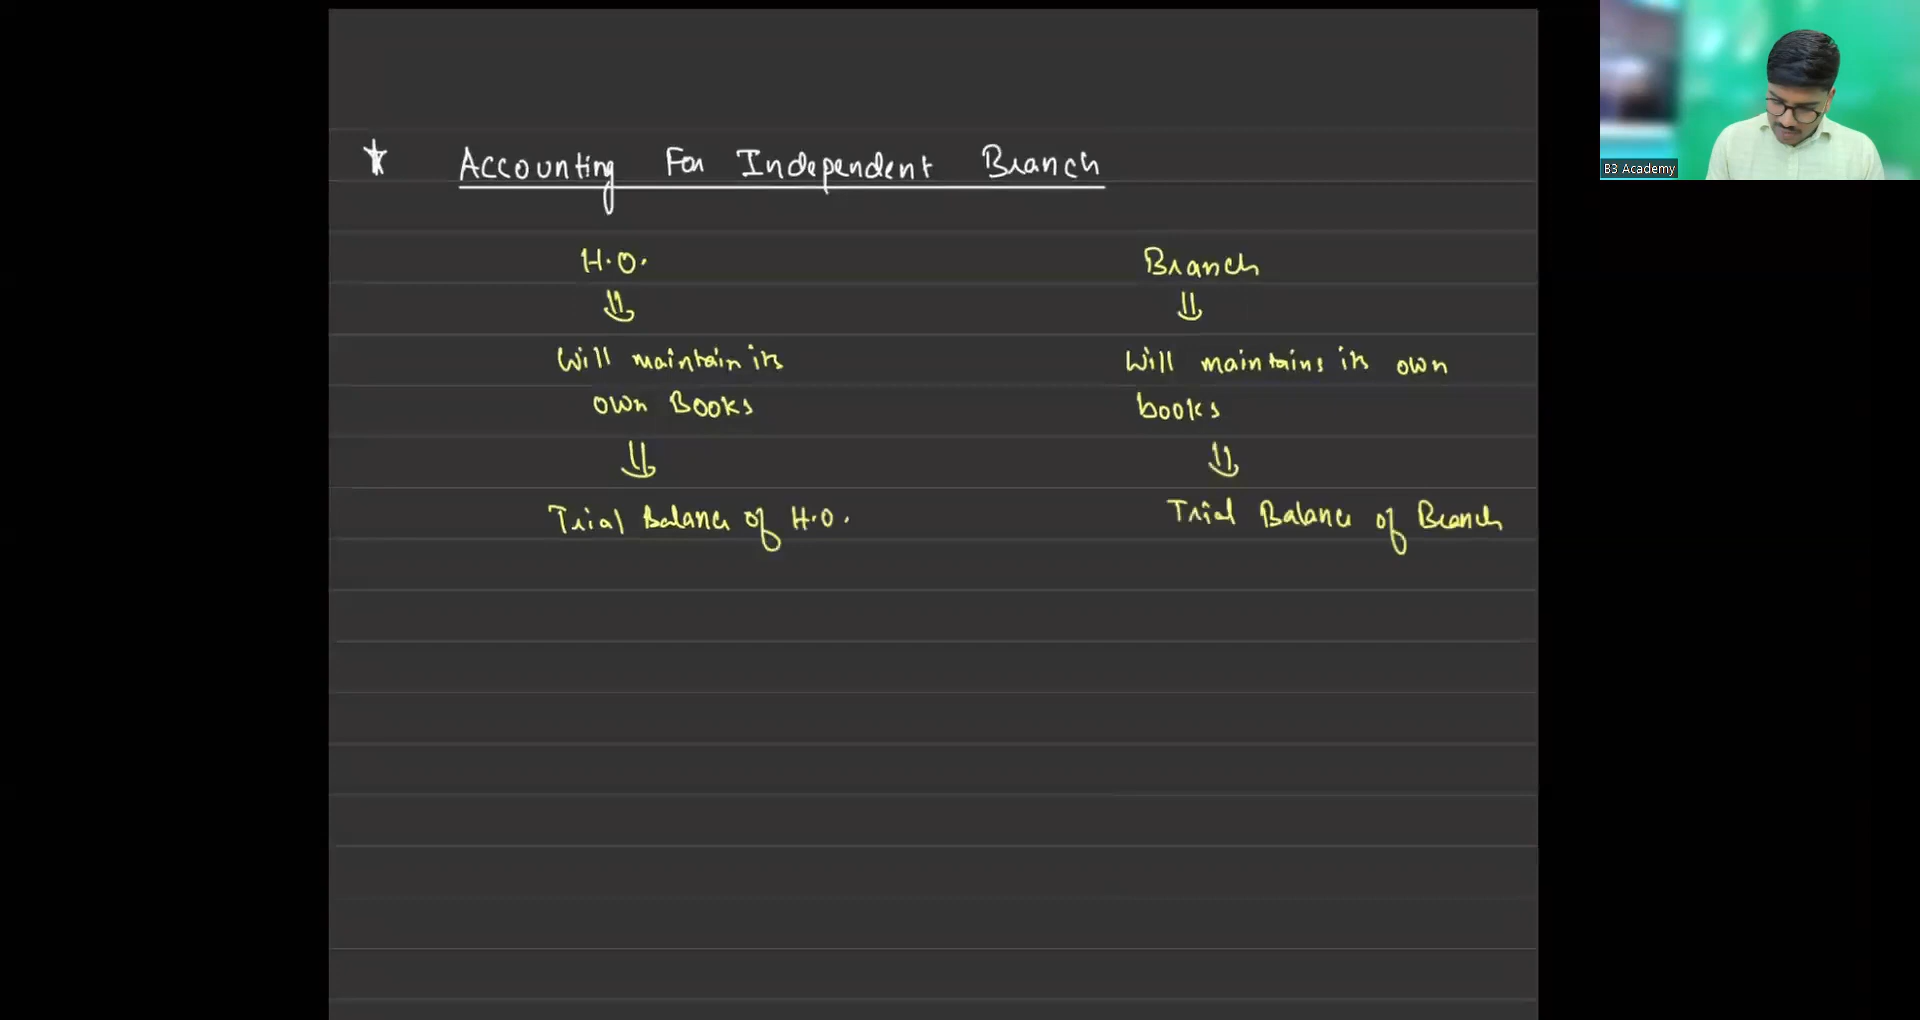 B3 Academy
* Accounting For Independent Branch
H.O.
Branch
⇓
⇓
Will maintain its
own Books
Will maintains its own
books
⇓
⇓
Trial Balance of H.O.
Trial Balance of Branch